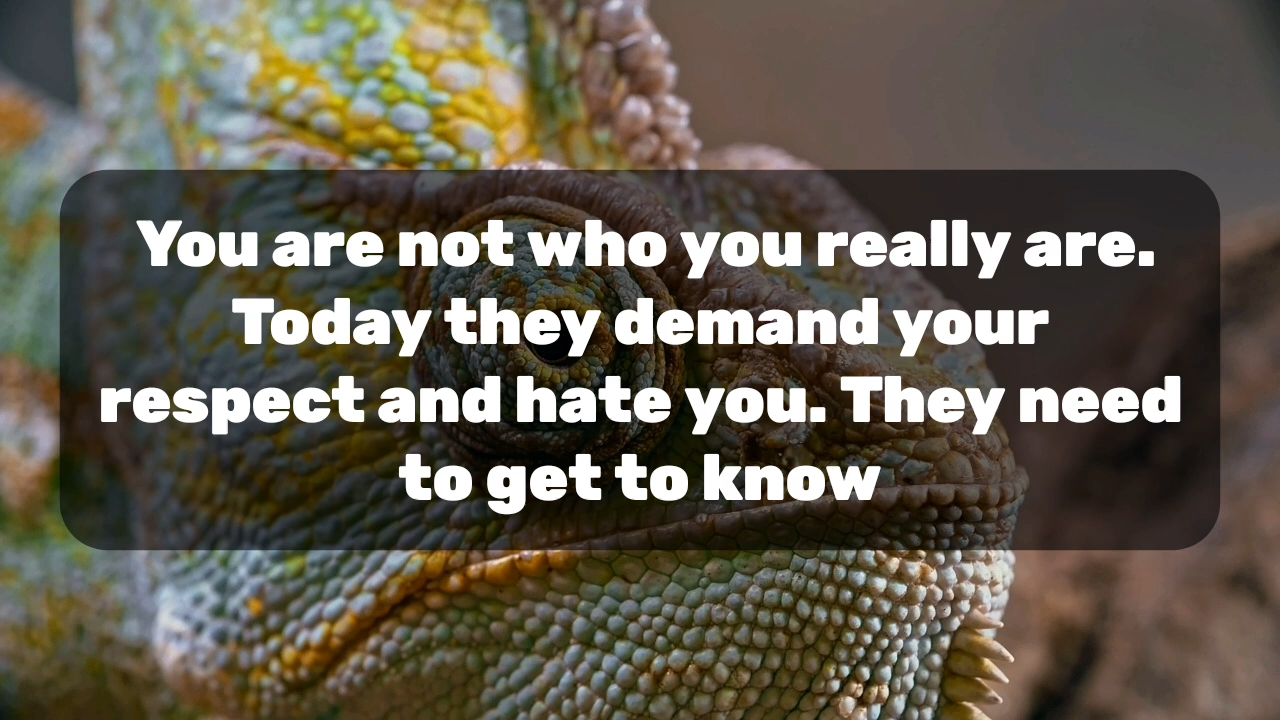 You are not who you really are.
Today they demand your
respect and hate you. They need
to get to know